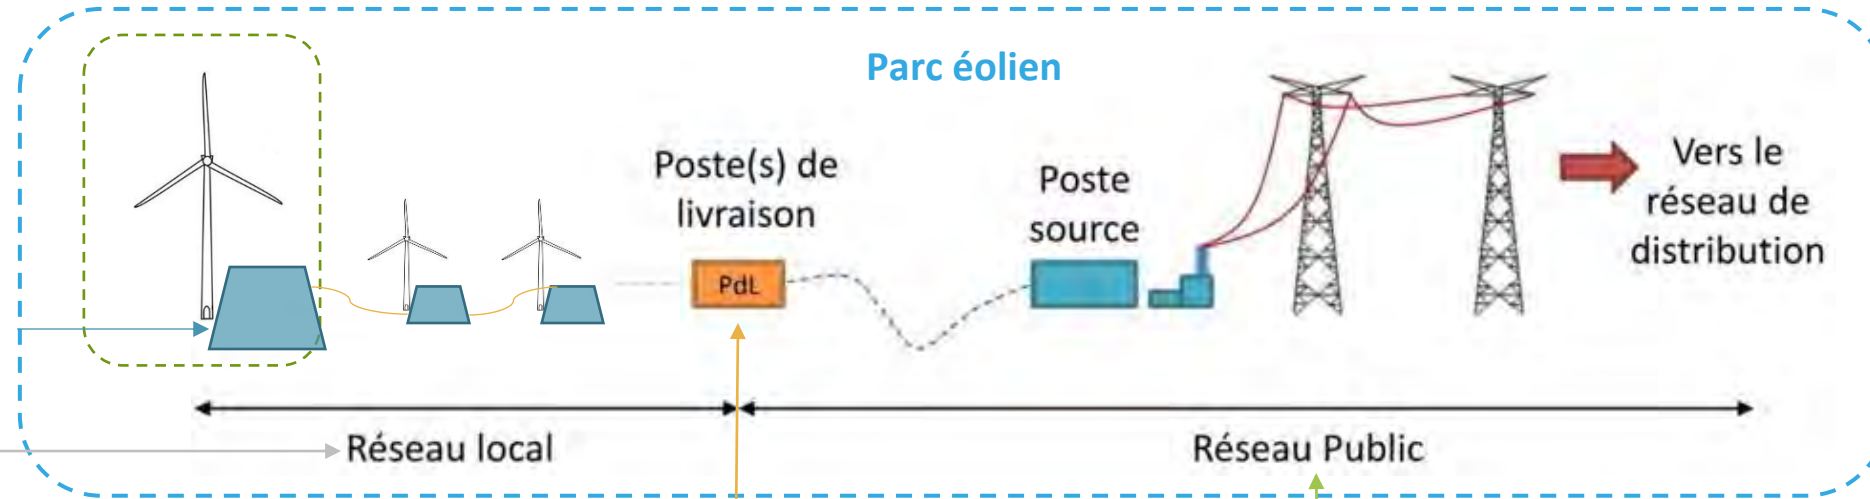 Parc éolien
Poste(s) de
livraison
PdL
Poste
source
Vers le
réseau de
distribution
Réseau local
Réseau Public